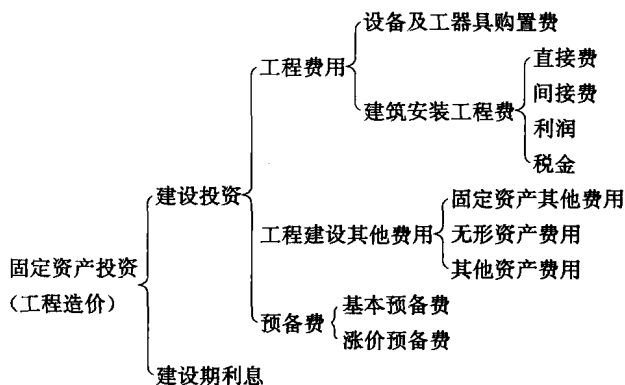 设备及工器具购置费
工程费用
直接费
间接费
建筑安装工程费
利润
税金
建设投资
固定资产其他费用
工程建设其他费用
无形资产费用
其他资产费用
固定资产投资
（工程造价）
基本预备费
预备费
涨价预备费
建设期利息